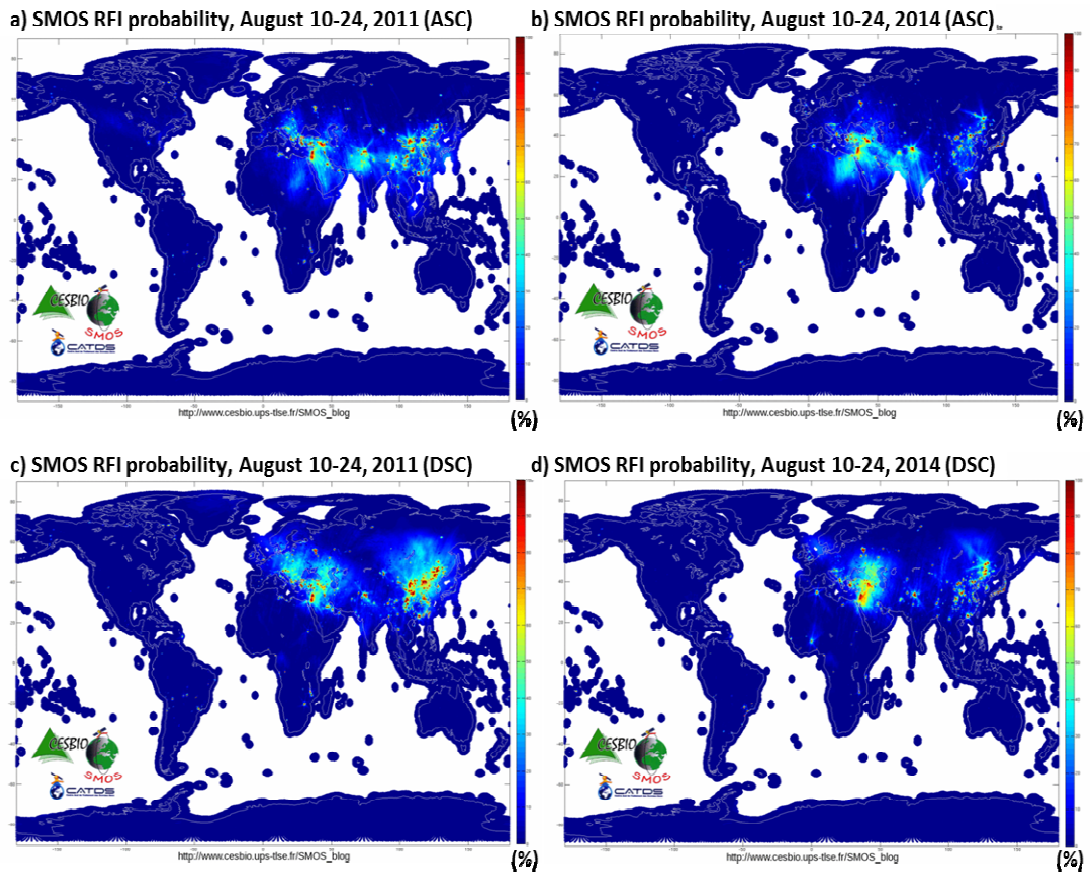 a) SMOS RFI probability, August 10-24, 2011 (ASC)
b) SMOS RFI probability, August 10-24, 2014 (ASC)
CESBIO
SMOS
CATDS
http://www.cesbio.ups-tlse.fr/SMOS_blog
(%)
CESBIO
SMOS
CATDS
http://www.cesbio.ups-tlse.fr/SMOS_blog
(%)
c) SMOS RFI probability, August 10-24, 2011 (DSC)
d) SMOS RFI probability, August 10-24, 2014 (DSC)
CESBIO
SMOS
CATDS
http://www.cesbio.ups-tlse.fr/SMOS_blog
(%)
CESBIO
SMOS
CATDS
http://www.cesbio.ups-tlse.fr/SMOS_blog
(%)